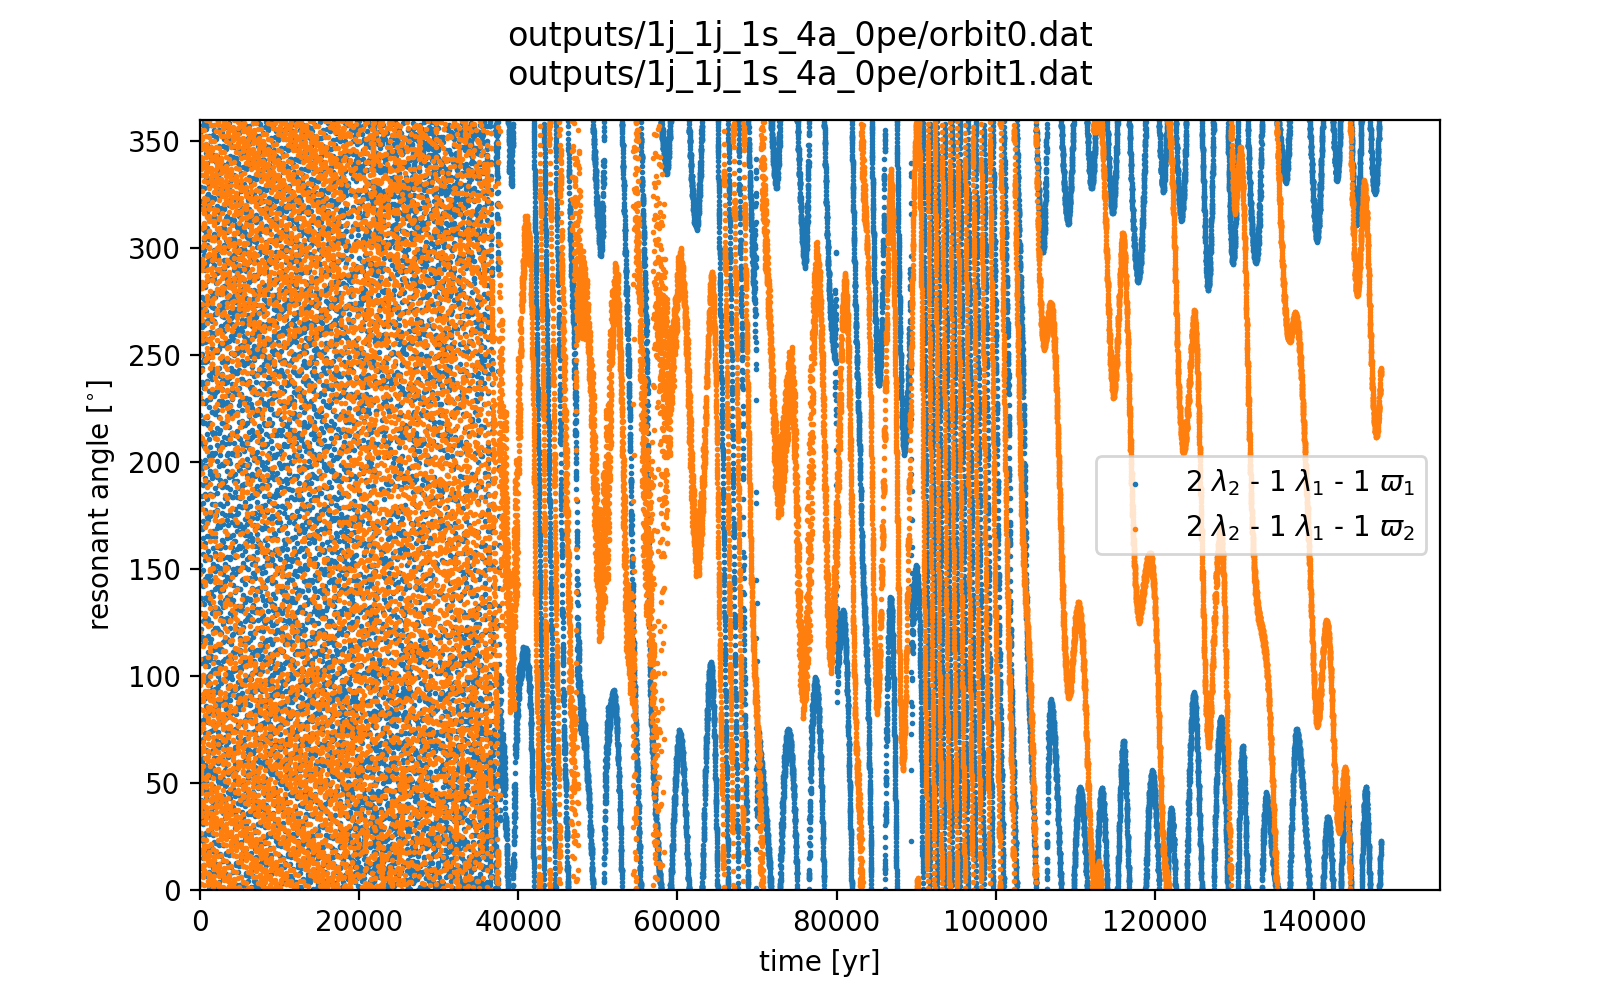 outputs/1j_1j_1s_4a_0pe/orbit0.dat
outputs/1j_1j_1s_4a_0pe/orbit1.dat
350
300
250
200
150
100
50
0
resonant angle [°]
2 λ₂ - 1 λ₁ - 1 ϖ₁
2 λ₂ - 1 λ₁ - 1 ϖ₂
0 20000 40000 60000 80000 100000 120000 140000
time [yr]